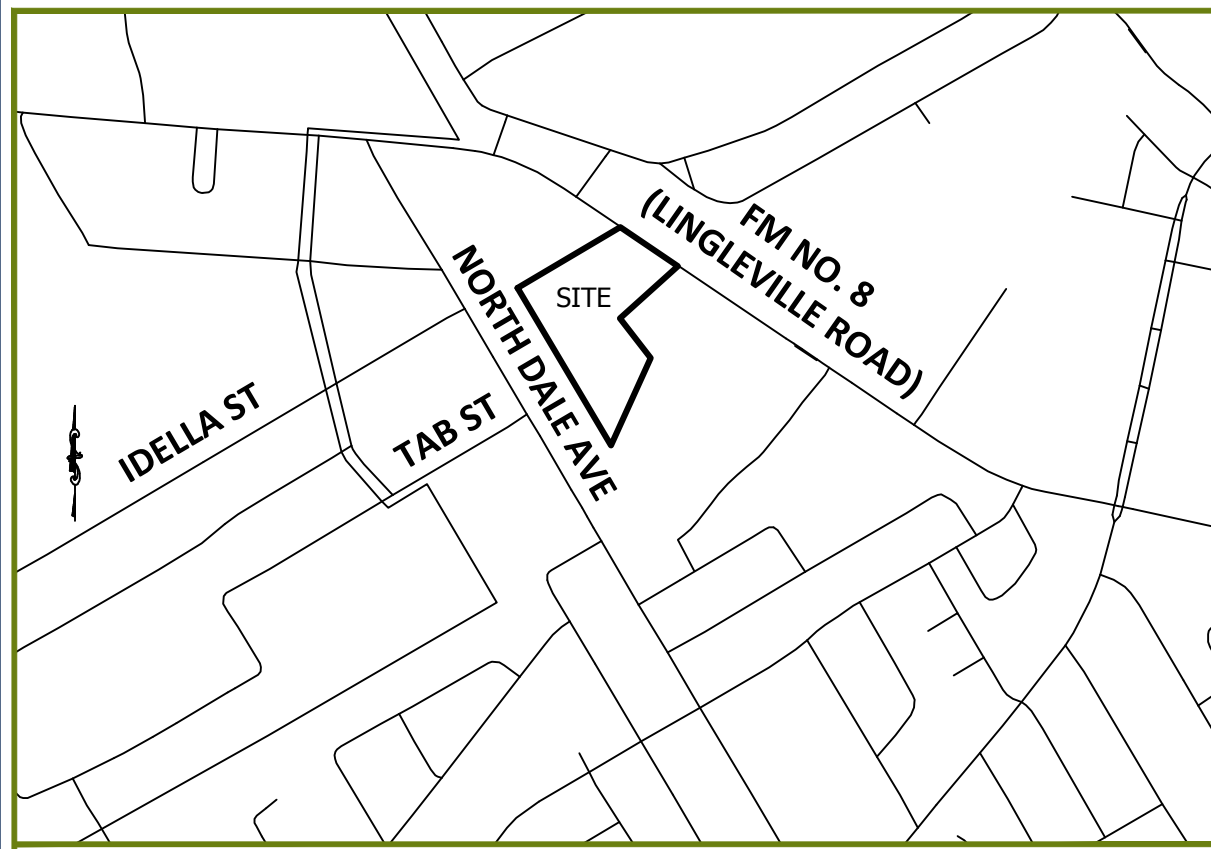 FM NO. 8
(LINGLEVILLE ROAD)
SITE
NORTH DALE AVE
IDELLA ST
TAB ST